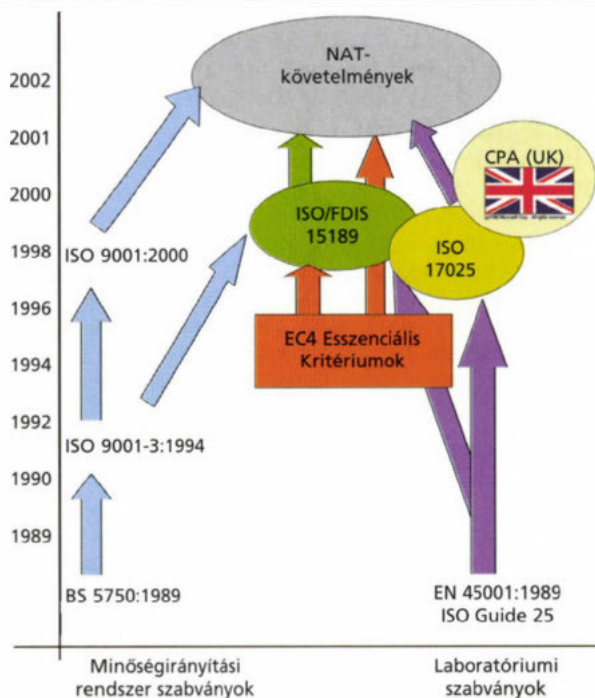 NAT-
követelmények
2002
2001
CPA (UK)
2000
ISO/FDIS
15189
ISO
17025
1998
ISO 9001:2000
1996
EC4 Esszenciális
Kritériumok
1994
1992
ISO 9001-3:1994
1990
1989
BS 5750:1989
EN 45001:1989
ISO Guide 25
Minőségirányítási
rendszer szabványok
Laboratóriumi
szabványok